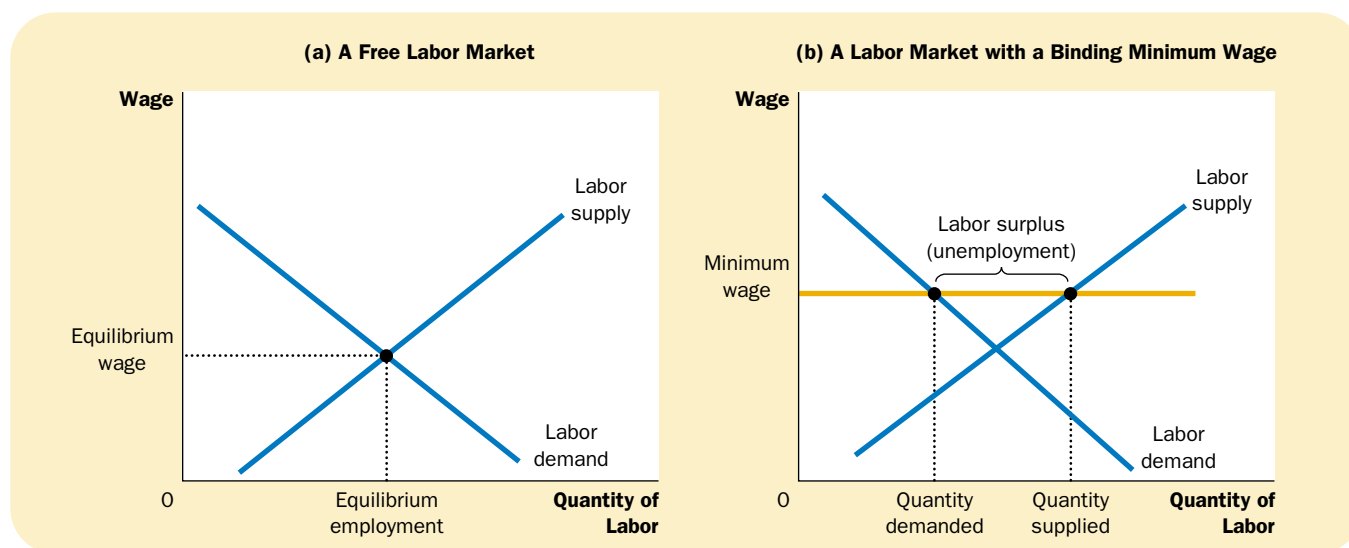 (a) A Free Labor Market
Wage
Labor
supply
Equilibrium
wage
Labor
demand
0
Equilibrium
employment
Quantity of
Labor
(b) A Labor Market with a Binding Minimum Wage
Wage
Labor
supply
Labor surplus
(unemployment)
Minimum
wage
Labor
demand
0
Quantity
demanded
Quantity
supplied
Quantity of
Labor